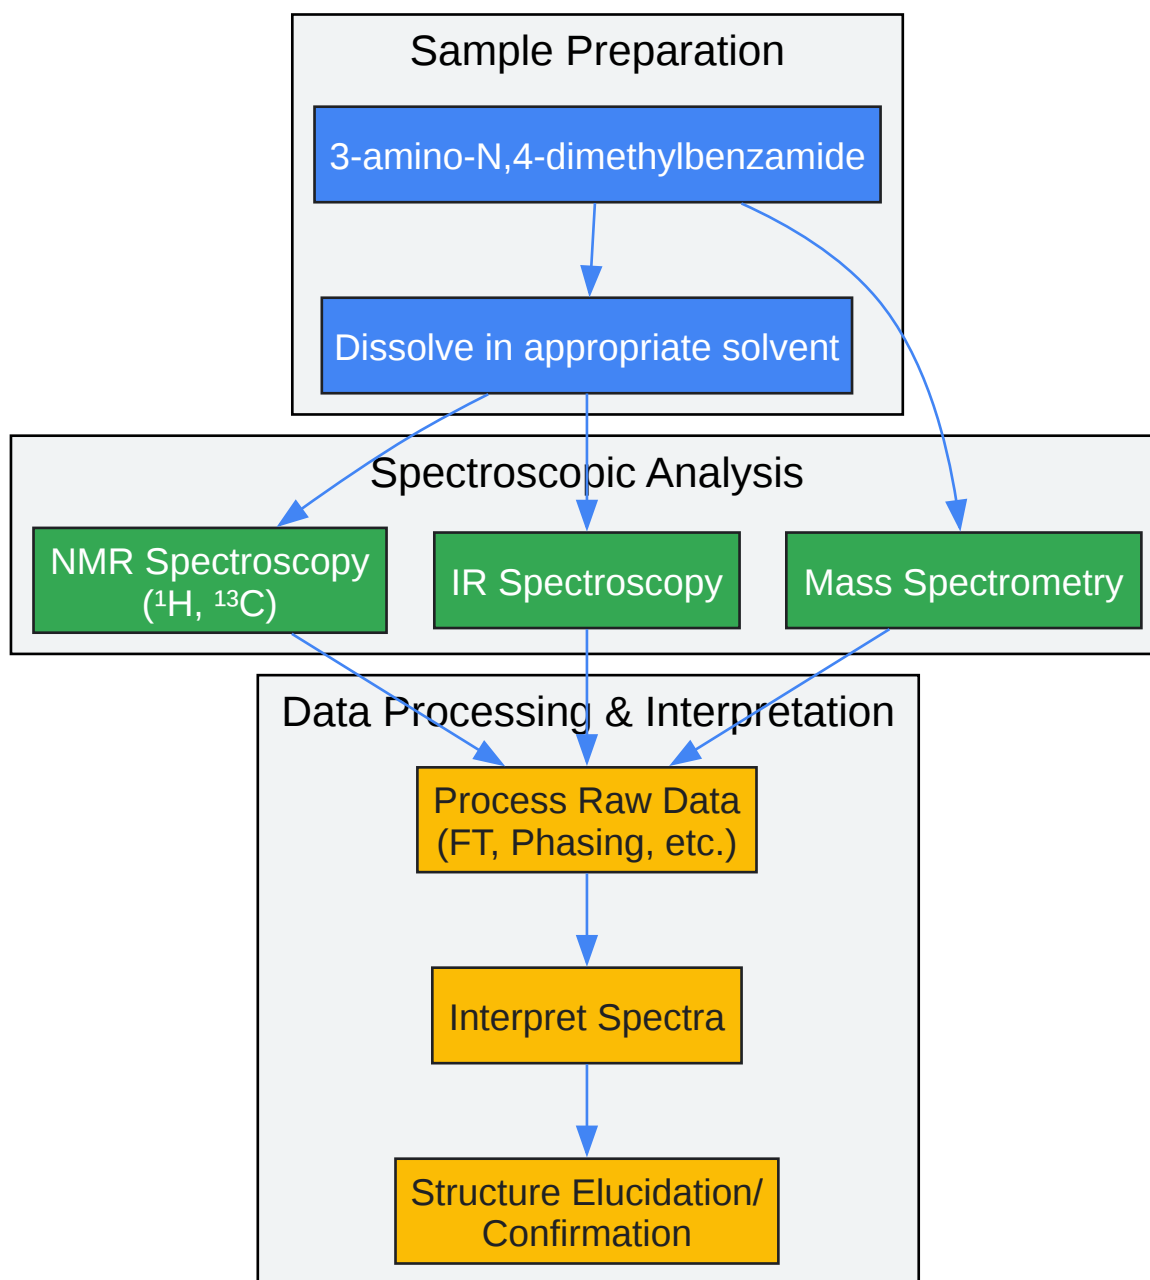 Sample Preparation
3-amino-N,4-dimethylbenzamide
Dissolve in appropriate solvent
Spectroscopic Analysis
NMR Spectroscopy
(¹H, ¹³C)
IR Spectroscopy
Mass Spectrometry
Data Processing & Interpretation
Process Raw Data
(FT, Phasing, etc.)
Interpret Spectra
Structure Elucidation/
Confirmation